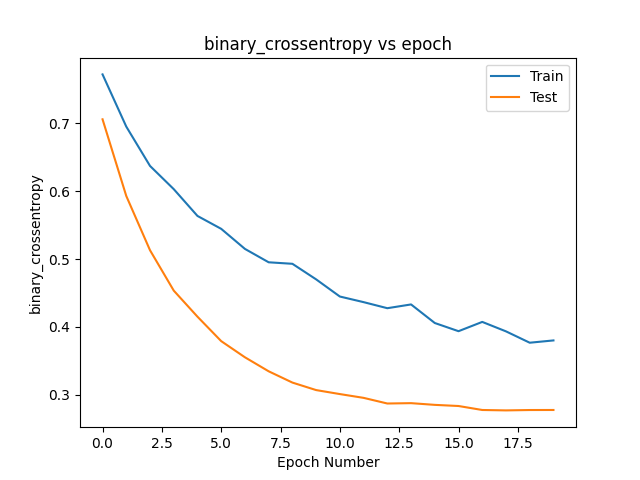 binary_crossentropy vs epoch
Train
Test
binary_crossentropy
0.7
0.6
0.5
0.4
0.3
0.0 2.5 5.0 7.5 10.0 12.5 15.0 17.5
Epoch Number